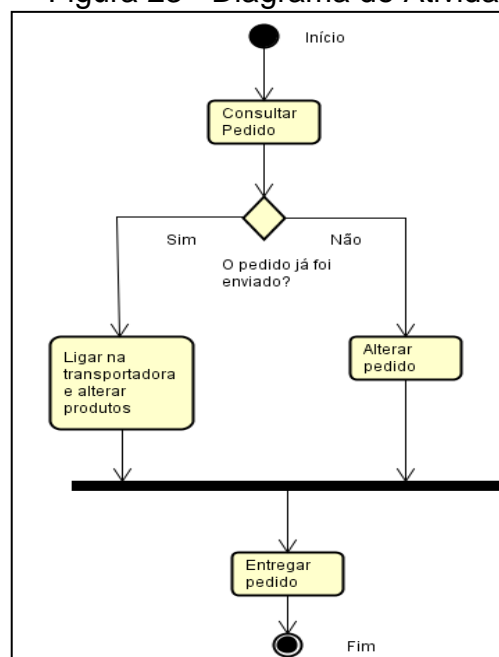 Figura 28 - Diagrama de Ativida
Início
Consultar
Pedido
Sim
Não
O pedido já foi
enviado?
Ligar na
transportadora
e alterar
produtos
Alterar
pedido
Entregar
pedido
Fim